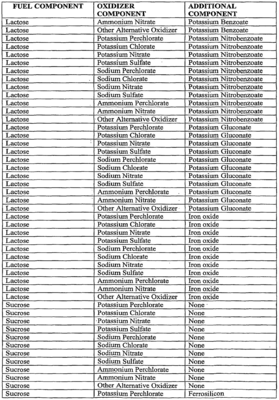 FUEL COMPONENT OXIDIZER COMPONENT ADDITIONAL COMPONENT
Lactose Ammonium Nitrate Potassium Benzoate
Lactose Other Alternative Oxidizer Potassium Benzoate
Lactose Potassium Perchlorate Potassium Nitrobenzoate
Lactose Potassium Chlorate Potassium Nitrobenzoate
Lactose Potassium Nitrate Potassium Nitrobenzoate
Lactose Potassium Sulfate Potassium Nitrobenzoate
Lactose Sodium Perchlorate Potassium Nitrobenzoate
Lactose Sodium Chlorate Potassium Nitrobenzoate
Lactose Sodium Nitrate Potassium Nitrobenzoate
Lactose Sodium Sulfate Potassium Nitrobenzoate
Lactose Ammonium Perchlorate Potassium Nitrobenzoate
Lactose Ammonium Nitrate Potassium Nitrobenzoate
Lactose Other Alternative Oxidizer Potassium Nitrobenzoate
Lactose Potassium Perchlorate Potassium Gluconate
Lactose Potassium Chlorate Potassium Gluconate
Lactose Potassium Nitrate Potassium Gluconate
Lactose Potassium Sulfate Potassium Gluconate
Lactose Sodium Perchlorate Potassium Gluconate
Lactose Sodium Chlorate Potassium Gluconate
Lactose Sodium Nitrate Potassium Gluconate
Lactose Sodium Sulfate Potassium Gluconate
Lactose Ammonium Perchlorate Potassium Gluconate
Lactose Ammonium Nitrate Potassium Gluconate
Lactose Other Alternative Oxidizer Potassium Gluconate
Lactose Potassium Perchlorate Iron oxide
Lactose Potassium Chlorate Iron oxide
Lactose Potassium Nitrate Iron oxide
Lactose Potassium Sulfate Iron oxide
Lactose Sodium Perchlorate Iron oxide
Lactose Sodium Chlorate Iron oxide
Lactose Sodium Nitrate Iron oxide
Lactose Sodium Sulfate Iron oxide
Lactose Ammonium Perchlorate Iron oxide
Lactose Ammonium Nitrate Iron oxide
Lactose Other Alternative Oxidizer Iron oxide
Sucrose Potassium Perchlorate None
Sucrose Potassium Chlorate None
Sucrose Potassium Nitrate None
Sucrose Potassium Sulfate None
Sucrose Sodium Perchlorate None
Sucrose Sodium Chlorate None
Sucrose Sodium Nitrate None
Sucrose Sodium Sulfate None
Sucrose Ammonium Perchlorate None
Sucrose Ammonium Nitrate None
Sucrose Other Alternative Oxidizer None
Sucrose Potassium Perchlorate Ferrosilicon